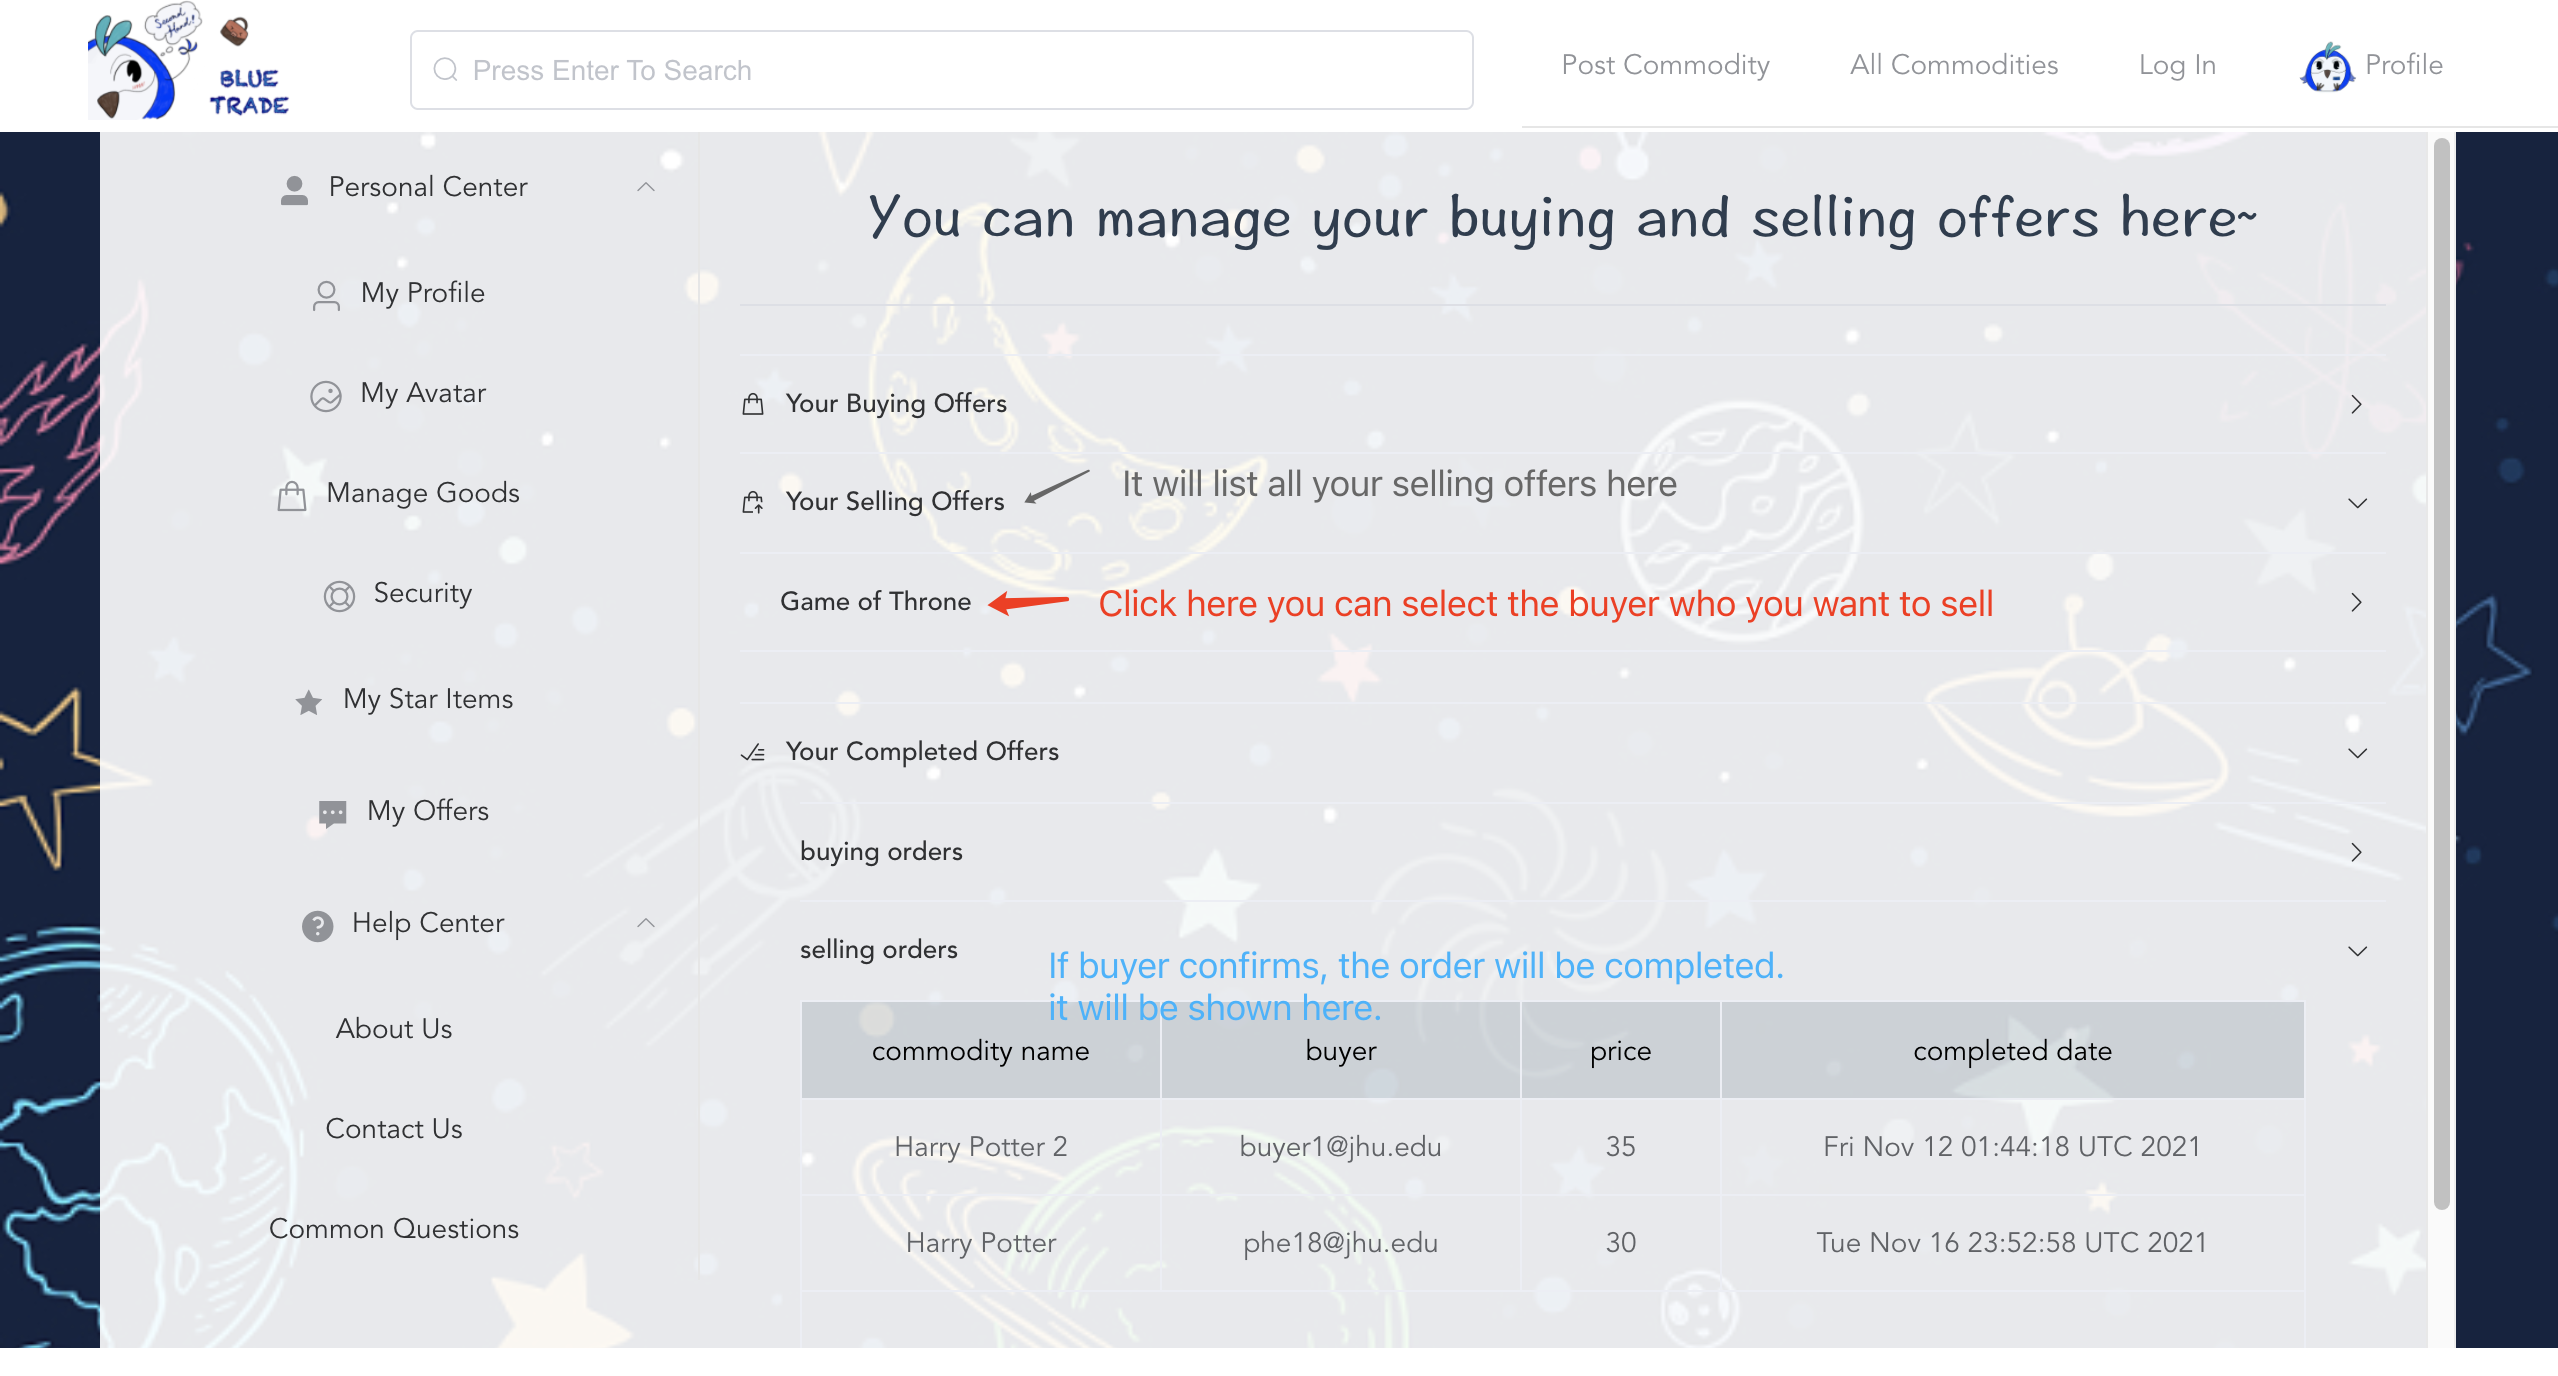 Second
Hand!
BLUE
TRADE
Press Enter To Search
Post Commodity
All Commodities
Log In
Profile
Personal Center
My Profile
My Avatar
Manage Goods
Security
My Star Items
My Offers
Help Center
About Us
Contact Us
Common Questions
You can manage your buying and selling offers here~
Your Buying Offers
Your Selling Offers
It will list all your selling offers here
Game of Throne
Click here you can select the buyer who you want to sell
Your Completed Offers
buying orders
selling orders
If buyer confirms, the order will be completed.
it will be shown here.
commodity name buyer price completed date
Harry Potter 2 buyer1@jhu.edu 35 Fri Nov 12 01:44:18 UTC 2021
Harry Potter phe18@jhu.edu 30 Tue Nov 16 23:52:58 UTC 2021